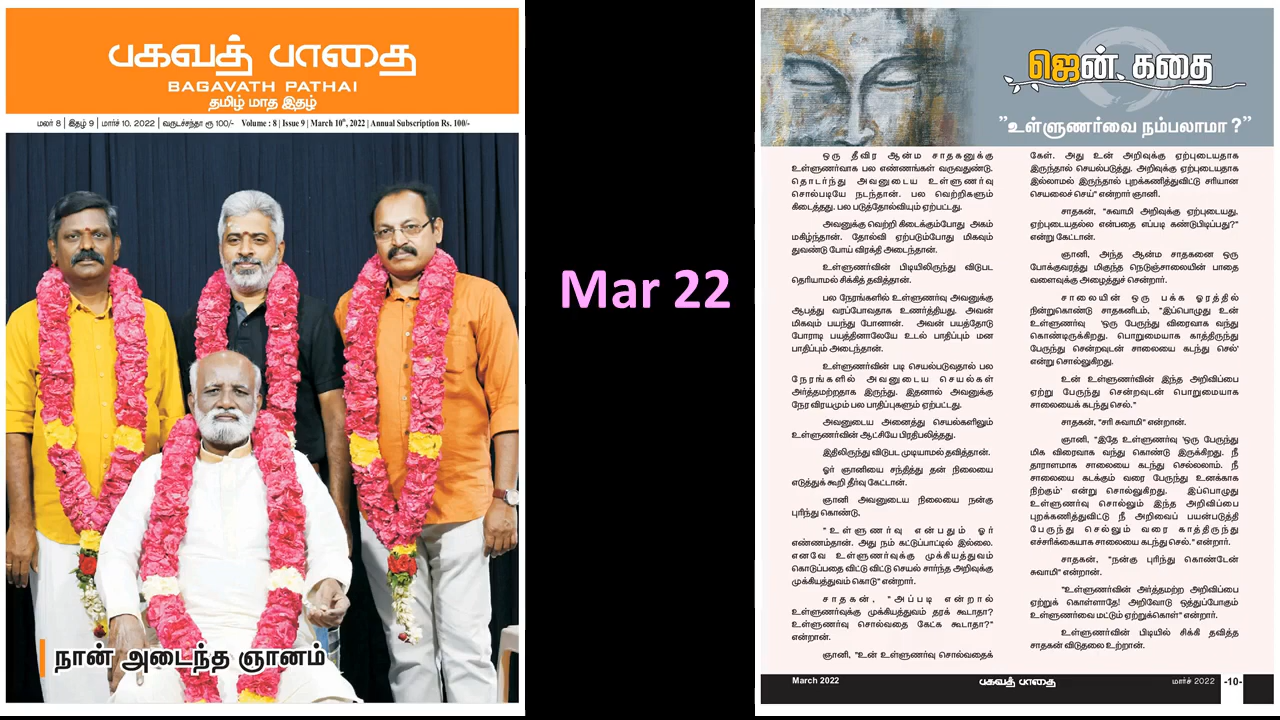 பகவத் பாதை
BAGAVATH PATHAI
தமிழ் மாத இதழ்
மலர் 8 | இதழ் 9 | மார்ச் 10, 2022 | வருடச்சந்தா ரூ 100/- Volume : 8 | Issue 9 | March 10th, 2022 | Annual Subscription Rs. 100/-
நான் அடைந்த ஞானம்
Mar 22
ஜென் கதை
"உள்ளுணர்வை நம்பலாமா ?"
ஒரு தீவிர ஆன்ம சாதகனுக்கு
உள்ளுணர்வாக பல எண்ணங்கள் வருவதுண்டு.
தொடர்ந்து அவனுடைய உள்ளுணர்வு
சொல்படியே நடந்தான். பல வெற்றிகளும்
கிடைத்தது. பல படுத்தோல்வியும் ஏற்பட்டது.
அவனுக்கு வெற்றி கிடைக்கும்போது அகம்
மகிழ்ந்தான். தோல்வி ஏற்படும்போது மிகவும்
துவண்டு போய் விரக்தி அடைந்தான்.
உள்ளுணர்வின் பிடியிலிருந்து விடுபட
தெரியாமல் சிக்கித் தவித்தான்.
பல நேரங்களில் உள்ளுணர்வு அவனுக்கு
ஆபத்து வரப்போவதாக உணர்த்தியது. அவன்
மிகவும் பயந்து போனான். அவன் பயத்தோடு
போராடி பயத்தினாலேயே உடல் பாதிப்பும் மன
பாதிப்பும் அடைந்தான்.
உள்ளுணர்வின் படி செயல்படுவதால் பல
நேரங்களில் அவனுடைய செயல்கள்
அர்த்தமற்றதாக இருந்து. இதனால் அவனுக்கு
நேர விரயமும் பல பாதிப்புகளும் ஏற்பட்டது.
அவனுடைய அனைத்து செயல்களிலும்
உள்ளுணர்வின் ஆட்சியே பிரதிபலித்தது.
இதிலிருந்து விடுபட முடியாமல் தவித்தான்.
ஓர் ஞானியை சந்தித்து தன் நிலையை
எடுத்துக் கூறி தீர்வு கேட்டான்.
ஞானி அவனுடைய நிலையை நன்கு
புரிந்து கொண்டு,
"உள்ளுணர்வு என்பதும் ஓர்
எண்ணம்தான். அது நம் கட்டுப்பாட்டில் இல்லை.
எனவே உள்ளுணர்வுக்கு முக்கியத்துவம்
கொடுப்பதை விட்டு விட்டு செயல் சார்ந்த அறிவுக்கு
முக்கியத்துவம் கொடு" என்றார்.
சாதகன், "அப்படி என்றால்
உள்ளுணர்வுக்கு முக்கியத்துவம் தரக் கூடாதா?
உள்ளுணர்வு சொல்வதை கேட்க கூடாதா?"
என்றான்.
ஞானி, "உன் உள்ளுணர்வு சொல்வதைக்
கேள். அது உன் அறிவுக்கு ஏற்புடையதாக
இருந்தால் செயல்படுத்து. அறிவுக்கு ஏற்புடையதாக
இல்லாமல் இருந்தால் புறக்கணித்துவிட்டு சரியான
செயலைச் செய்" என்றார் ஞானி.
சாதகன், "சுவாமி அறிவுக்கு ஏற்புடையது.
ஏற்புடையதல்ல என்பதை எப்படி கண்டுபிடிப்பது?"
என்று கேட்டான்.
ஞானி, அந்த ஆன்ம சாதகனை ஒரு
போக்குவரத்து மிகுந்த நெடுஞ்சாலையின் பாதை
வளைவுக்கு அழைத்துச் சென்றார்.
சாலையின் ஒரு பக்க ஓரத்தில்
நின்றுகொண்டு சாதகனிடம், "இப்பொழுது உன்
உள்ளுணர்வு 'ஒரு பேருந்து விரைவாக வந்து
கொண்டிருக்கிறது. பொறுமையாக காத்திருந்து
பேருந்து சென்றவுடன் சாலையை கடந்து செல்'
என்று சொல்லுகிறது.
உன் உள்ளுணர்வின் இந்த அறிவிப்பை
ஏற்று பேருந்து சென்றவுடன் பொறுமையாக
சாலையைக் கடந்து செல்."
சாதகன், "சரி சுவாமி" என்றான்.
ஞானி, "இதே உள்ளுணர்வு 'ஒரு பேருந்து
மிக விரைவாக வந்து கொண்டு இருக்கிறது. நீ
தாராளமாக சாலையை கடந்து செல்லலாம். நீ
சாலையை கடக்கும் வரை பேருந்து உனக்காக
நிற்கும்' என்று சொல்லுகிறது. இப்பொழுது
உள்ளுணர்வு சொல்லும் இந்த அறிவிப்பை
புறக்கணித்துவிட்டு நீ அறிவைப் பயன்படுத்தி
பேருந்து செல்லும் வரை காத்திருந்து
எச்சரிக்கையாக சாலையை கடந்து செல்." என்றார்.
சாதகன், "நன்கு புரிந்து கொண்டேன்
சுவாமி" என்றான்.
"உள்ளுணர்வின் அர்த்தமற்ற அறிவிப்பை
ஏற்றுக் கொள்ளாதே! அறிவோடு ஒத்துப்போகும்
உள்ளுணர்வை மட்டும் ஏற்றுக்கொள்" என்றார்.
உள்ளுணர்வின் பிடியில் சிக்கி தவித்த
சாதகன் விடுதலை உற்றான்.
March 2022 பகவத் பாதை மார்ச் 2022 -10-